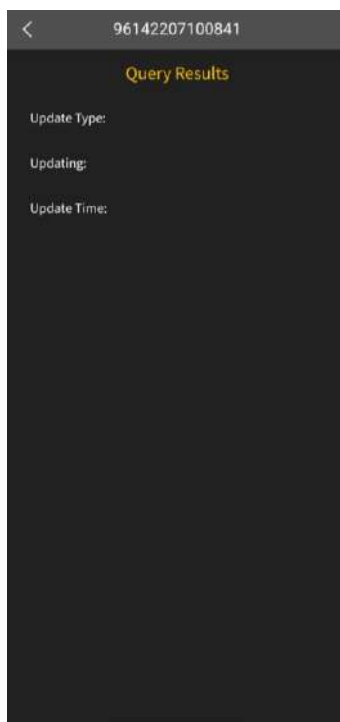 96142207100841
Query Results
Update Type:
Updating:
Update Time: